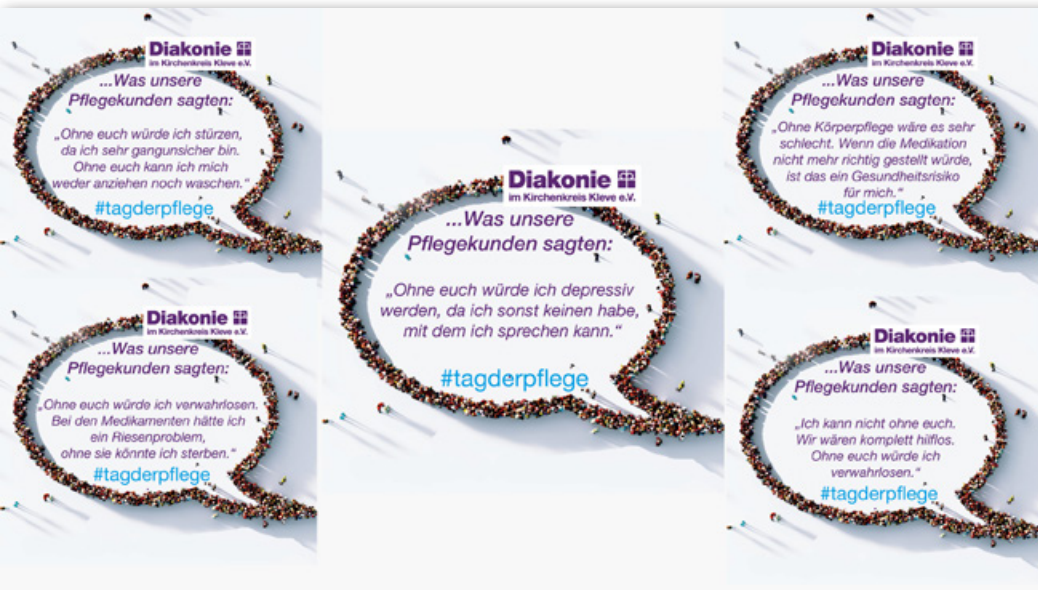 Diakonie
im Kirchenkreis Kleve e.V.
...Was unsere
Pflegekunden sagten:
„Ohne euch würde ich stürzen,
da ich sehr gangunsicher bin.
Ohne euch kann ich mich
weder anziehen noch waschen.“
#tagderpflege
Diakonie
im Kirchenkreis Kleve e.V.
...Was unsere
Pflegekunden sagten:
„Ohne euch würde ich verwahrlosen.
Bei den Medikamenten hätte ich
ein Riesenproblem,
ohne sie könnte ich sterben.“
#tagderpflege
Diakonie
im Kirchenkreis Kleve e.V.
...Was unsere
Pflegekunden sagten:
„Ohne euch würde ich depressiv
werden, da ich sonst keinen habe,
mit dem ich sprechen kann.“
#tagderpflege
Diakonie
im Kirchenkreis Kleve e.V.
...Was unsere
Pflegekunden sagten:
„Ohne Körperpflege wäre es sehr
schlecht. Wenn die Medikation
nicht mehr richtig gestellt würde,
ist das ein Gesundheitsrisiko
für mich.“
#tagderpflege
Diakonie
im Kirchenkreis Kleve e.V.
...Was unsere
Pflegekunden sagten:
„Ich kann nicht ohne euch.
Wir wären komplett hilflos.
Ohne euch würde ich
verwahrlosen.“
#tagderpflege